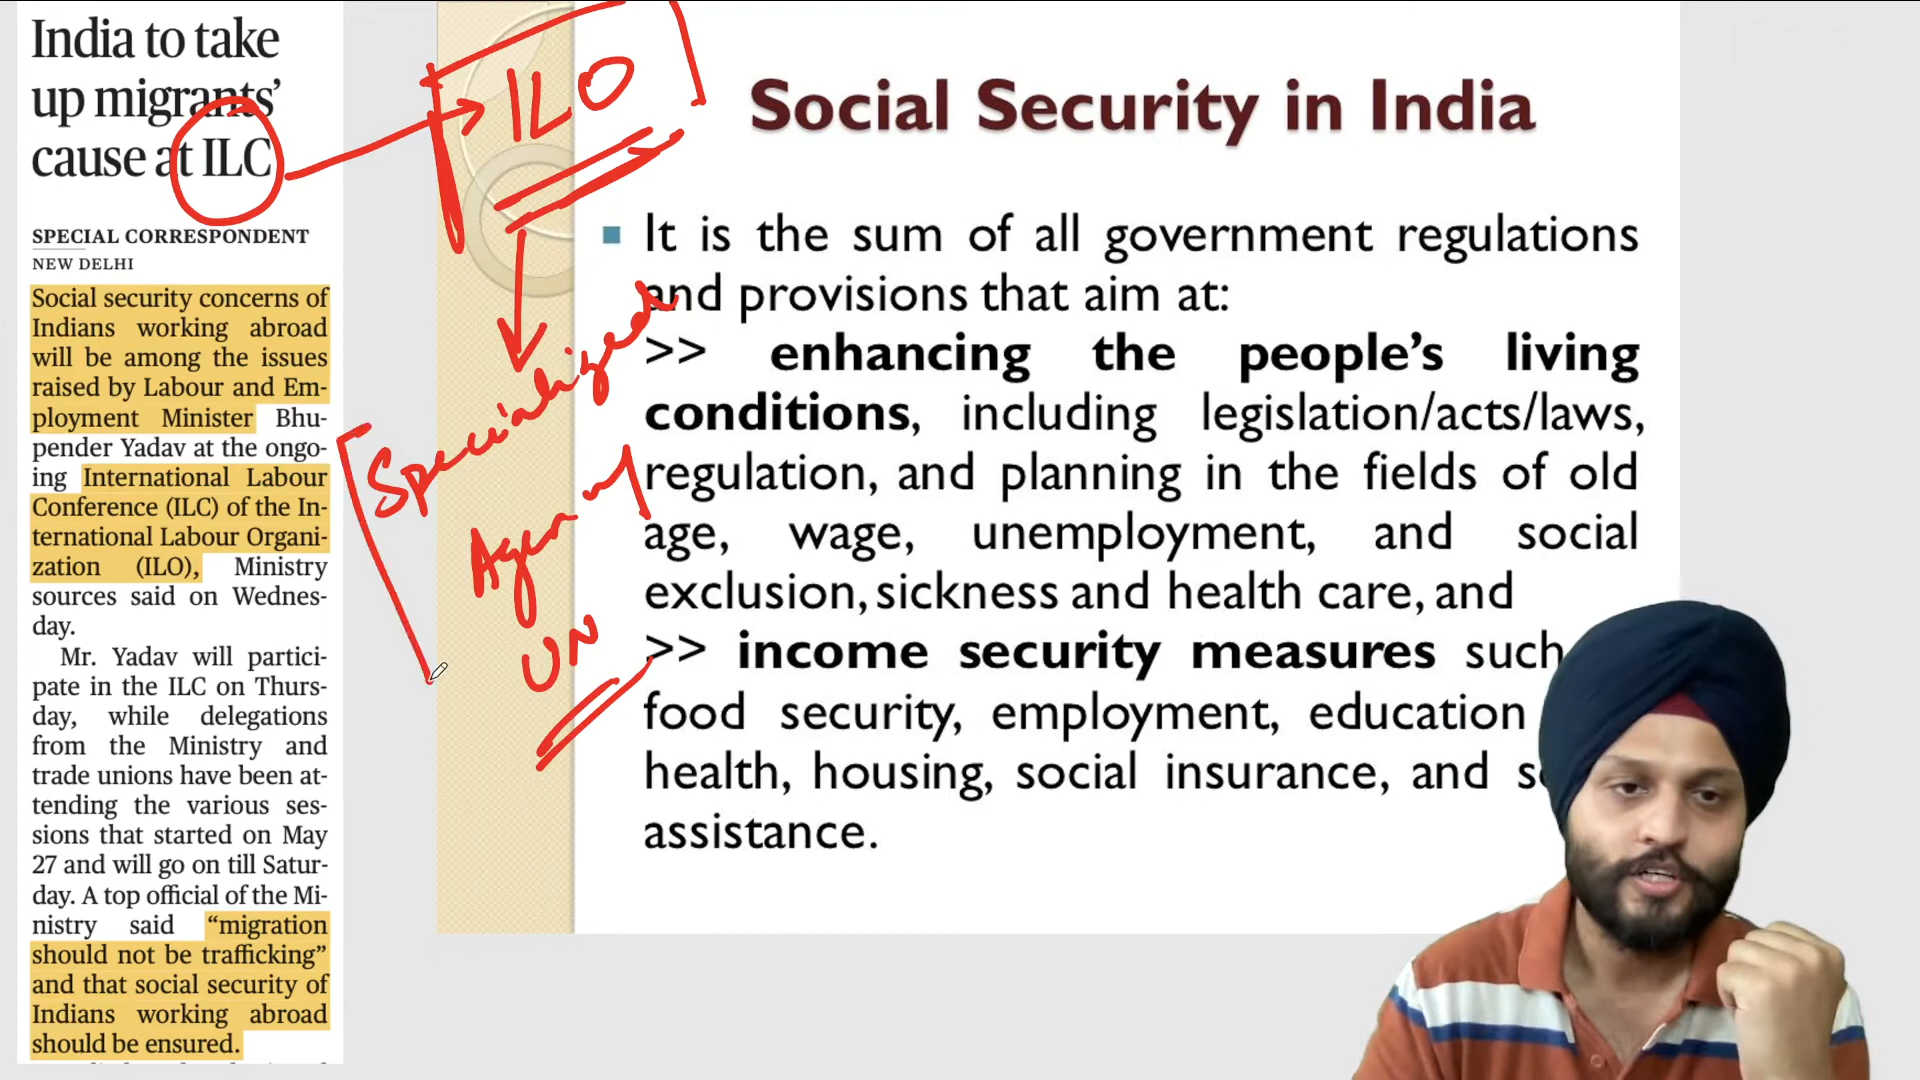 India to take
up migrants’
cause at ILC
SPECIAL CORRESPONDENT
NEW DELHI
Social security concerns of
Indians working abroad
will be among the issues
raised by Labour and Em-
ployment Minister Bhu-
pender Yadav at the ongo-
ing International Labour
Conference (ILC) of the In-
ternational Labour Organi-
zation (ILO), Ministry
sources said on Wednes-
day.
Mr. Yadav will partici-
pate in the ILC on Thurs-
day, while delegations
from the Ministry and
trade unions have been at-
tending the various ses-
sions that started on May
27 and will go on till Satur-
day. A top official of the Mi-
nistry said “migration
should not be trafficking”
and that social security of
Indians working abroad
should be ensured.
ILO
Specialized
Agency
UN
Social Security in India
It is the sum of all government regulations
and provisions that aim at:
>> enhancing the people’s living
conditions, including legislation/acts/laws,
regulation, and planning in the fields of old
age, wage, unemployment, and social
exclusion, sickness and health care, and
>> income security measures such
food security, employment, education
health, housing, social insurance, and
assistance.